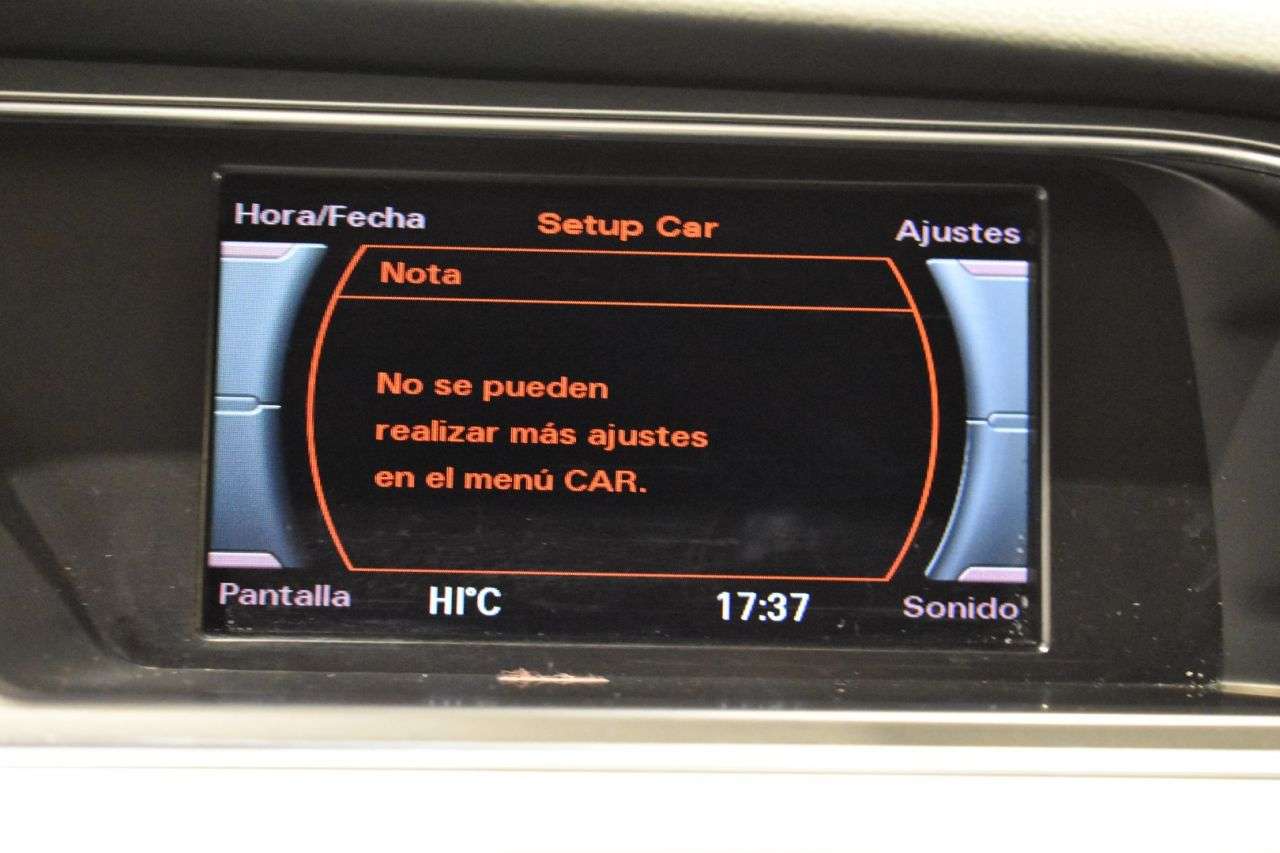 Hora/Fecha
Setup Car
Ajustes
Nota
No se pueden
realizar más ajustes
en el menú CAR.
Pantalla
HI°C
17:37
Sonido